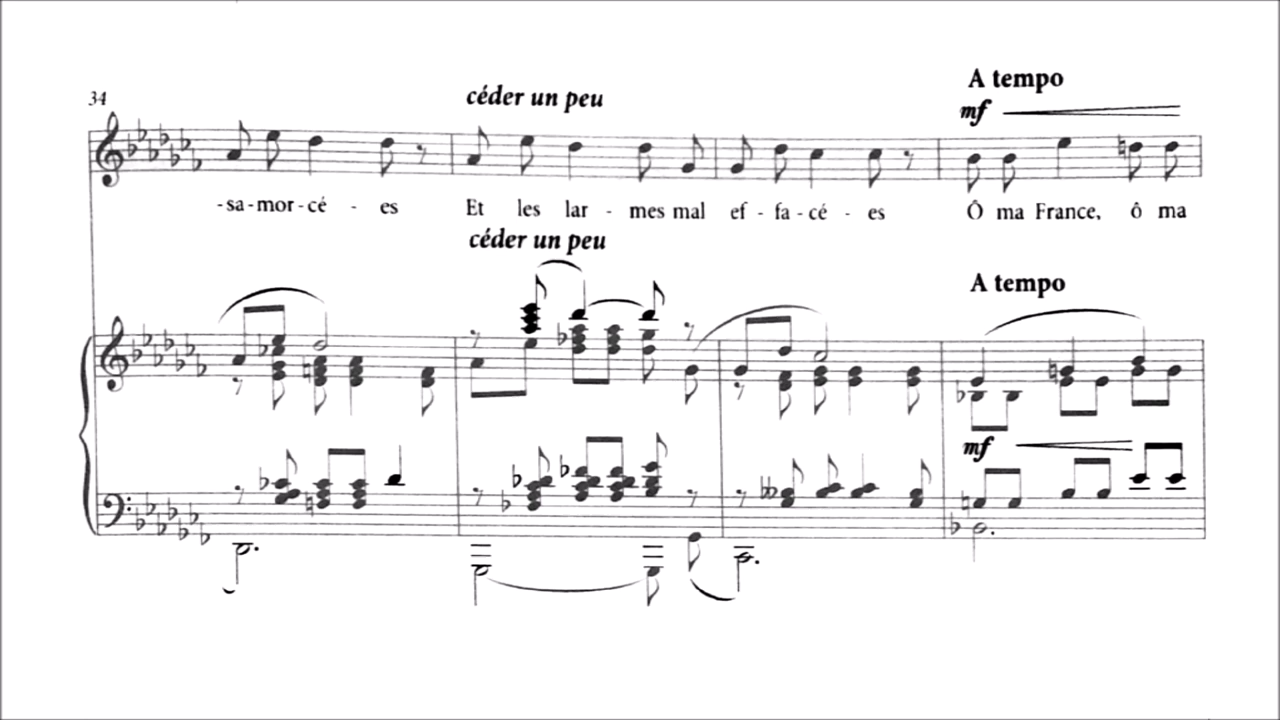 34
céder un peu
A tempo
mf
-sa-mor-cé - es Et les lar - mes mal ef - fa - cé - es Ô ma France, ô ma
céder un peu
A tempo
mf